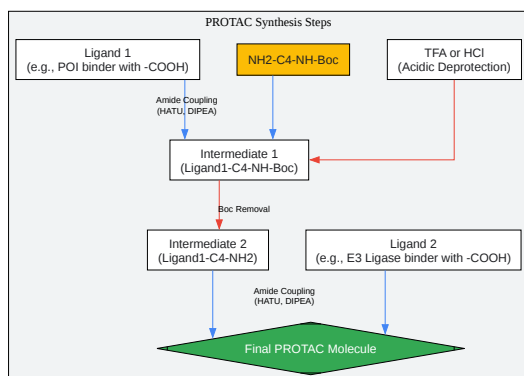 PROTAC Synthesis Steps
Ligand 1
(e.g., POI binder with -COOH)
NH2-C4-NH-Boc
TFA or HCl
(Acidic Deprotection)
Amide Coupling
(HATU, DIPEA)
Intermediate 1
(Ligand1-C4-NH-Boc)
Boc Removal
Intermediate 2
(Ligand1-C4-NH2)
Ligand 2
(e.g., E3 Ligase binder with -COOH)
Amide Coupling
(HATU, DIPEA)
Final PROTAC Molecule